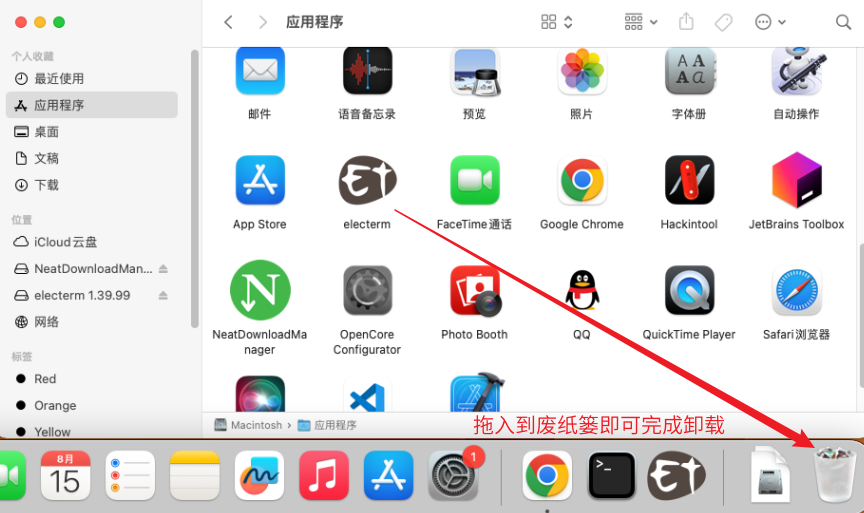 应用程序
个人收藏
最近使用
应用程序
桌面
文稿
下载
位置
iCloud云盘
NeatDownloadMan...
electerm 1.39.99
网络
标签
Red
Orange
Yellow
邮件
语音备忘录
预览
照片
字体册
自动操作
App Store
electerm
FaceTime通话
Google Chrome
Hackintool
JetBrains Toolbox
NeatDownloadMa
nager
OpenCore
Configurator
Photo Booth
QQ
QuickTime Player
Safari浏览器
Macintosh › 应用程序
拖入到废纸篓即可完成卸载
8月
15
1